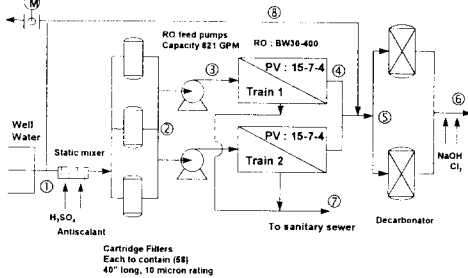 M
⑧
RO feed pumps
Capacity 821 GPM
RO : BW30-400
③
PV : 15-7-4
④
Train 1
Well
Water
Static mixer
②
⑤
⑥
PV : 15-7-4
Train 2
NaOH
Cl₂
①
H₂SO₄
Antiscalant
⑦
To sanitary sewer
Decarbonator
Cartridge Filters
Each to contain (58)
40" long, 10 micron rating